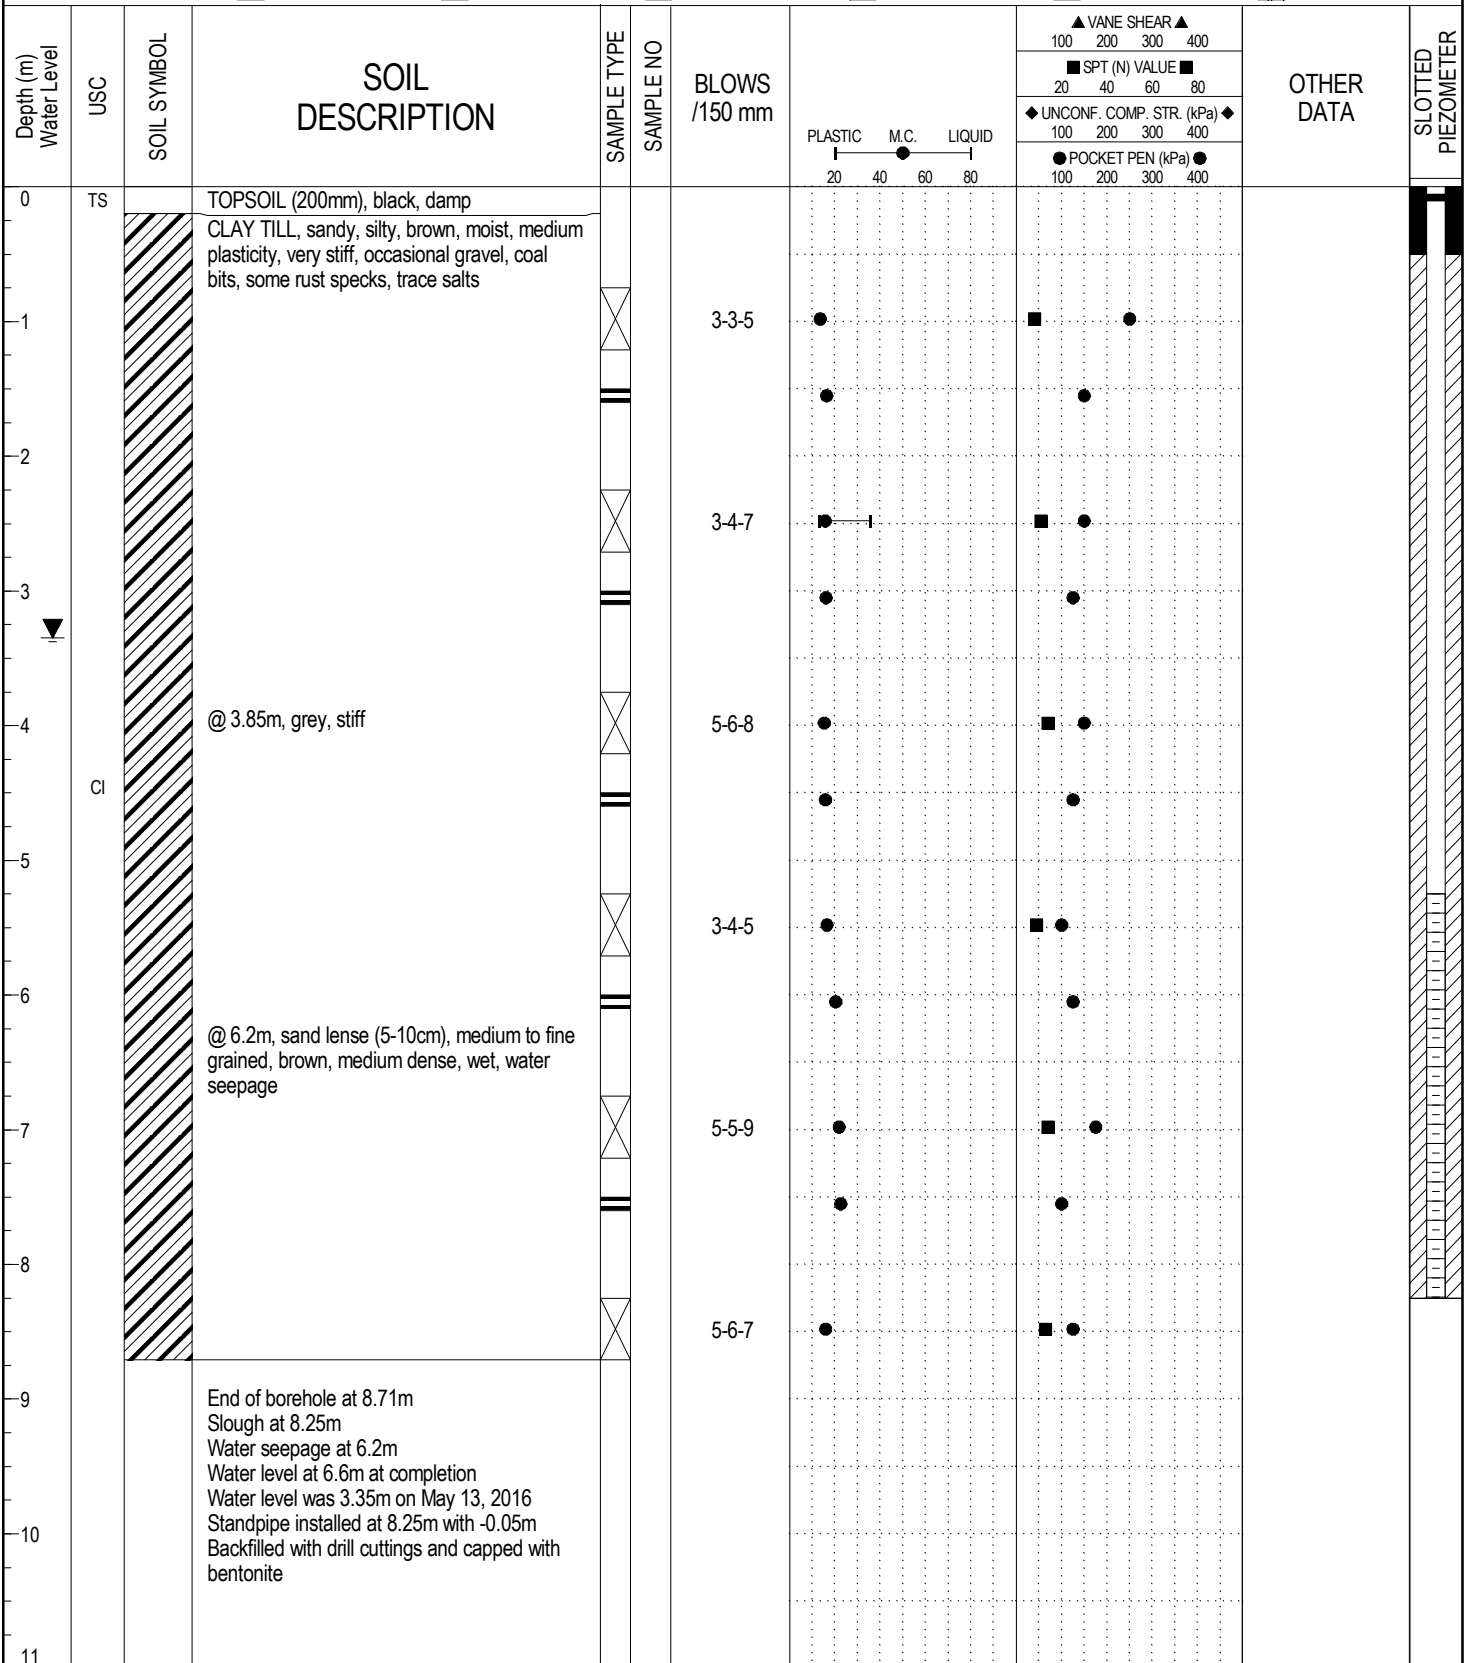 Depth (m)
Water Level
USC
SOIL SYMBOL
SOIL
DESCRIPTION
SAMPLE TYPE
SAMPLE NO
BLOWS
/150 mm
PLASTIC M.C. LIQUID
20 40 60 80
VANE SHEAR
100 200 300 400
SPT (N) VALUE
20 40 60 80
UNCONF. COMP. STR. (kPa)
100 200 300 400
POCKET PEN (kPa)
100 200 300 400
OTHER
DATA
SLOTTED
PIEZOMETER
0 TS TOPSOIL (200mm), black, damp
CLAY TILL, sandy, silty, brown, moist, medium
plasticity, very stiff, occasional gravel, coal
bits, some rust specks, trace salts
1 3-3-5
2
3-4-7
3
@ 3.85m, grey, stiff
4 5-6-8
CI
5
3-4-5
6
@ 6.2m, sand lense (5-10cm), medium to fine
grained, brown, medium dense, wet, water
seepage
7 5-5-9
8
5-6-7
9 End of borehole at 8.71m
Slough at 8.25m
Water seepage at 6.2m
Water level at 6.6m at completion
Water level was 3.35m on May 13, 2016
10 Standpipe installed at 8.25m with -0.05m
Backfilled with drill cuttings and capped with
bentonite
11